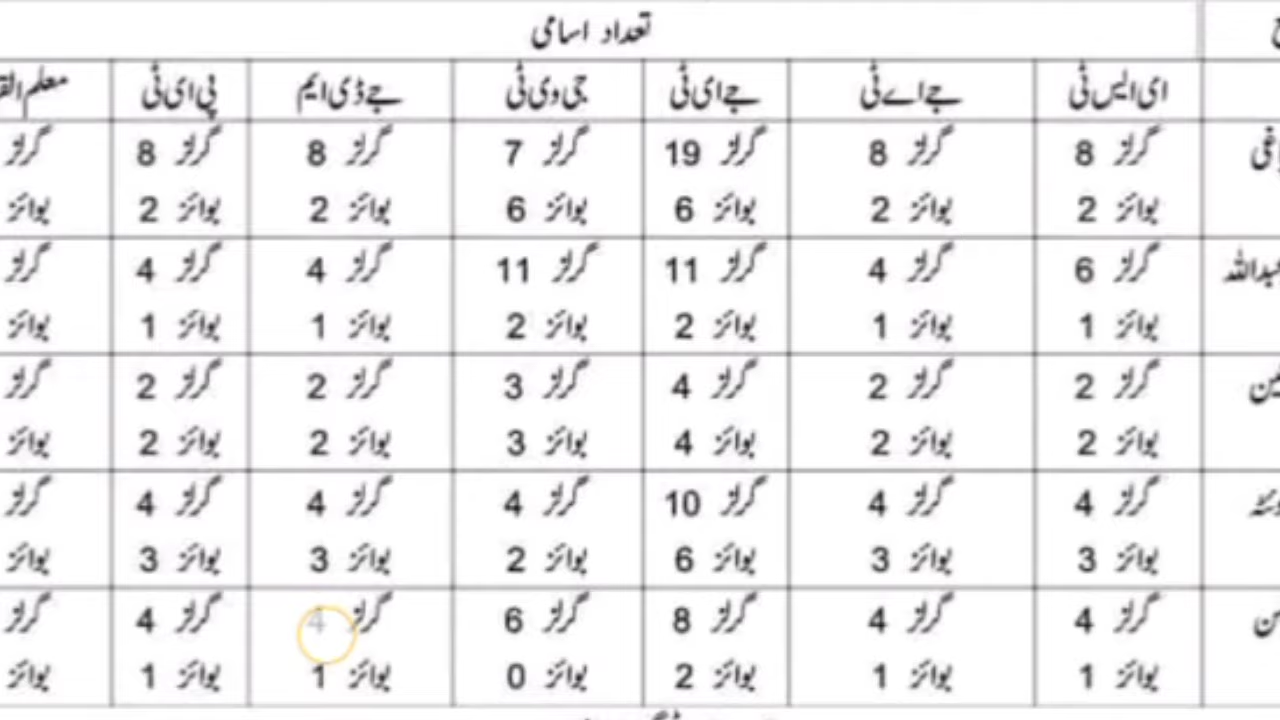 تعداد اسامی
ای ایس ٹی جے اے ٹی جے ای ٹی جی وی ٹی جے ڈی ایم پی ای ٹی
گرلز 8 گرلز 8 گرلز 19 گرلز 7 گرلز 8 گرلز 8 گرلز
بوائز 2 بوائز 2 بوائز 6 بوائز 6 بوائز 2 بوائز 2 بوائز
گرلز 6 گرلز 4 گرلز 11 گرلز 11 گرلز 4 گرلز 4 گرلز
بوائز 1 بوائز 1 بوائز 2 بوائز 2 بوائز 1 بوائز 1 بوائز
گرلز 2 گرلز 2 گرلز 4 گرلز 3 گرلز 2 گرلز 2 گرلز
بوائز 2 بوائز 2 بوائز 4 بوائز 3 بوائز 2 بوائز 2 بوائز
گرلز 4 گرلز 4 گرلز 10 گرلز 4 گرلز 4 گرلز 4 گرلز
بوائز 3 بوائز 3 بوائز 6 بوائز 2 بوائز 3 بوائز 3 بوائز
گرلز 4 گرلز 4 گرلز 8 گرلز 6 گرلز 4 گرلز 4 گرلز
بوائز 1 بوائز 1 بوائز 2 بوائز 0 بوائز 1 بوائز 1 بوائز